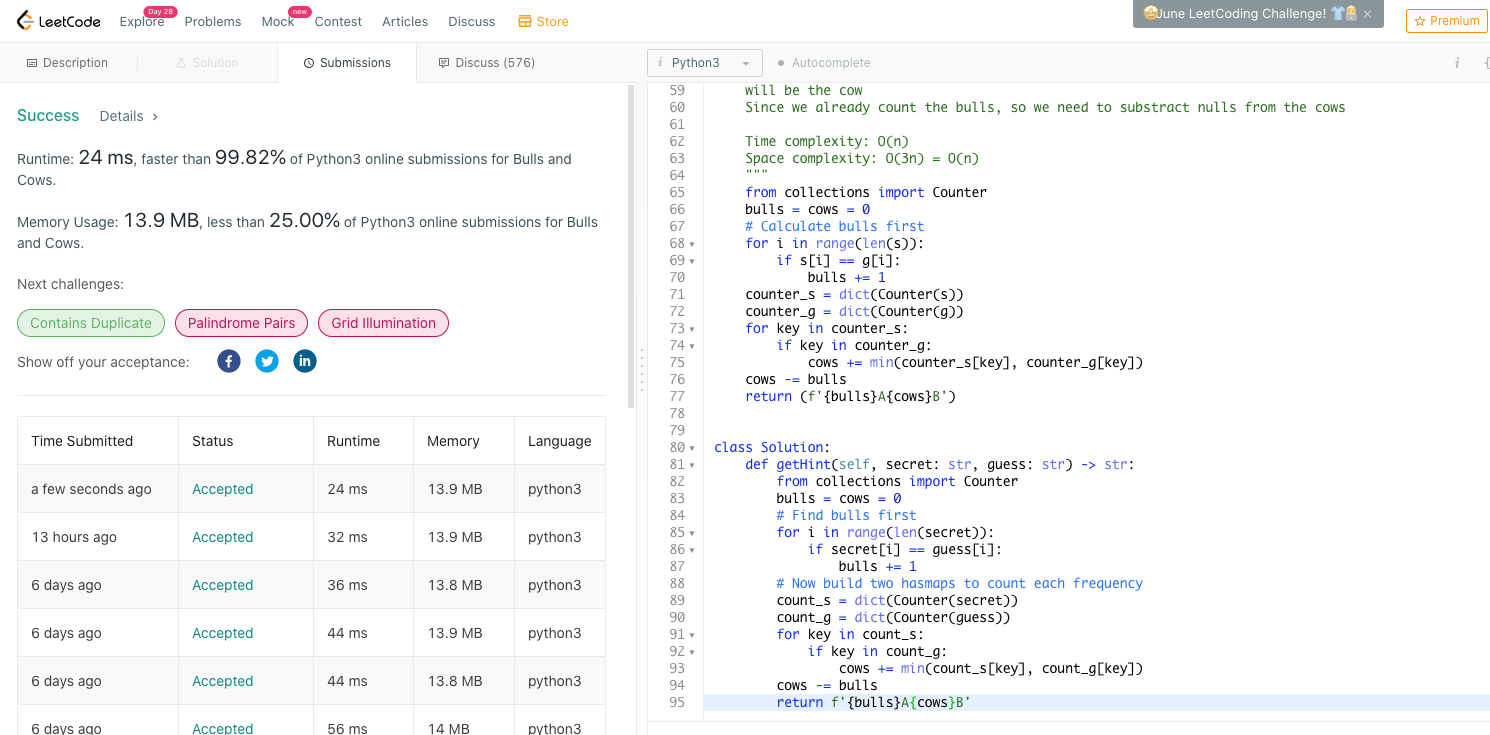 LeetCode Explore Day 28 Problems Mock new Contest Articles Discuss Store 🤩June LeetCoding Challenge! ✕ Premium
Description Solution Submissions Discuss (576)
i Python3 Autocomplete i {
Success Details ›
Runtime: 24 ms, faster than 99.82% of Python3 online submissions for Bulls and
Cows.
Memory Usage: 13.9 MB, less than 25.00% of Python3 online submissions for Bulls
and Cows.
Next challenges:
Contains Duplicate Palindrome Pairs Grid Illumination
Show off your acceptance:
Time Submitted Status Runtime Memory Language
a few seconds ago Accepted 24 ms 13.9 MB python3
13 hours ago Accepted 32 ms 13.9 MB python3
6 days ago Accepted 36 ms 13.8 MB python3
6 days ago Accepted 44 ms 13.9 MB python3
6 days ago Accepted 44 ms 13.8 MB python3
6 days ago Accepted 56 ms 14 MB python3
59 will be the cow
60 Since we already count the bulls, so we need to substract nulls from the cows
61
62 Time complexity: O(n)
63 Space complexity: O(3n) = O(n)
64 """
65 from collections import Counter
66 bulls = cows = 0
67 # Calculate bulls first
68 for i in range(len(s)):
69 if s[i] == g[i]:
70 bulls += 1
71 counter_s = dict(Counter(s))
72 counter_g = dict(Counter(g))
73 for key in counter_s:
74 if key in counter_g:
75 cows += min(counter_s[key], counter_g[key])
76 cows -= bulls
77 return (f'{bulls}A{cows}B')
78
79
80 class Solution:
81 def getHint(self, secret: str, guess: str) -> str:
82 from collections import Counter
83 bulls = cows = 0
84 # Find bulls first
85 for i in range(len(secret)):
86 if secret[i] == guess[i]:
87 bulls += 1
88 # Now build two hasmaps to count each frequency
89 count_s = dict(Counter(secret))
90 count_g = dict(Counter(guess))
91 for key in count_s:
92 if key in count_g:
93 cows += min(count_s[key], count_g[key])
94 cows -= bulls
95 return f'{bulls}A{cows}B'